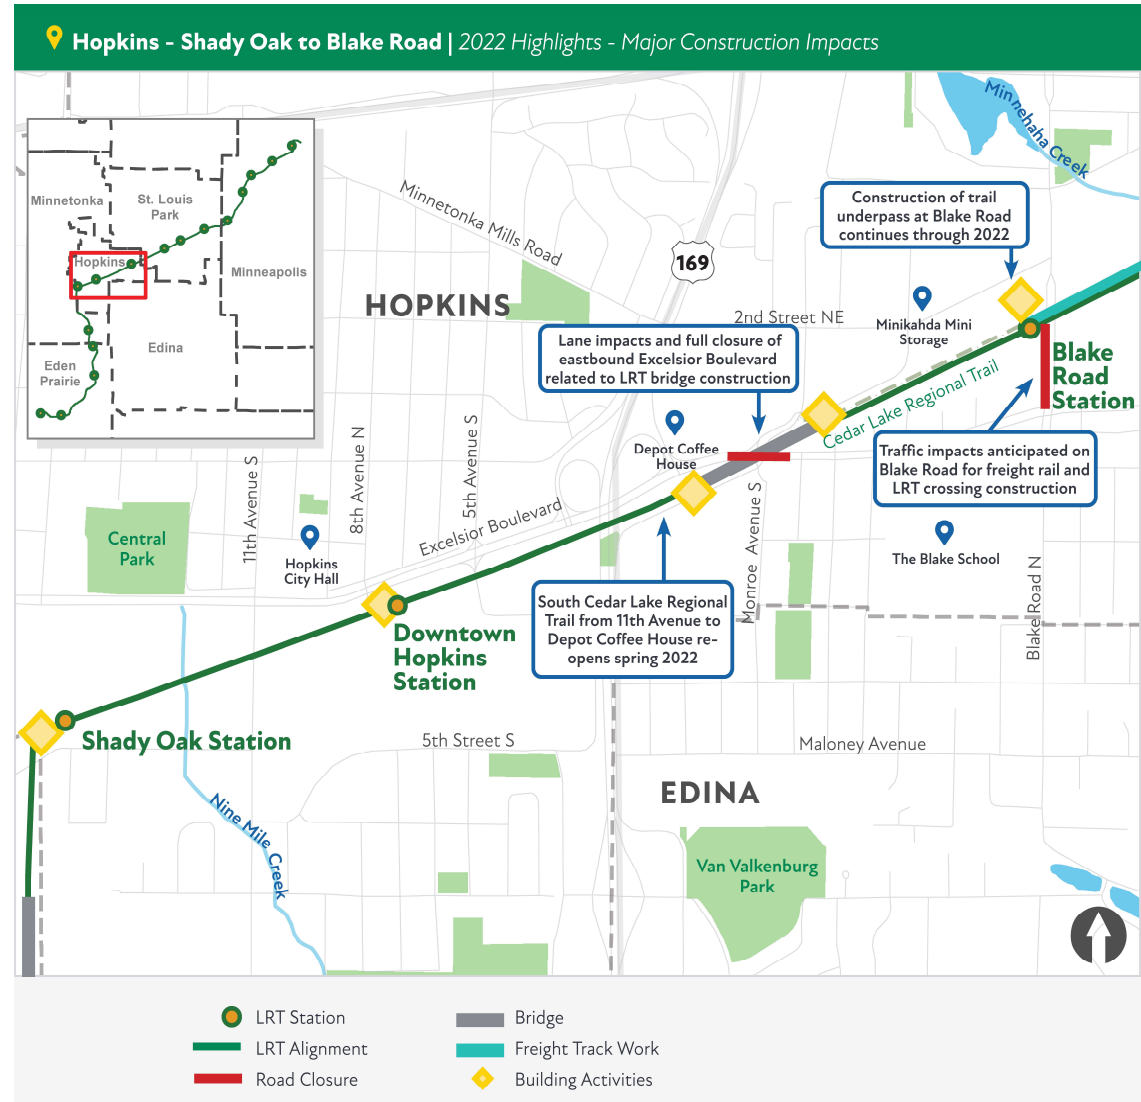 Hopkins - Shady Oak to Blake Road | 2022 Highlights - Major Construction Impacts
Minnehaha Creek
Minnetonka
St. Louis
Park
Hopkins
Minneapolis
Edina
Eden
Prairie
Minnetonka Mills Road
169
HOPKINS
Construction of trail
underpass at Blake Road
continues through 2022
2nd Street NE
Minikahda Mini
Storage
Lane impacts and full closure of
eastbound Excelsior Boulevard
related to LRT bridge construction
Blake
Road
Station
Cedar Lake Regional Trail
Depot Coffee
House
Traffic impacts anticipated on
Blake Road for freight rail and
LRT crossing construction
11th Avenue S
8th Avenue N
5th Avenue S
Excelsior Boulevard
Monroe Avenue S
Central
Park
Hopkins
City Hall
The Blake School
Blake Road N
South Cedar Lake Regional
Trail from 11th Avenue to
Depot Coffee House re-
opens spring 2022
Downtown
Hopkins
Station
Shady Oak Station
5th Street S
Maloney Avenue
EDINA
Nine Mile Creek
Van Valkenburg
Park
LRT Station
LRT Alignment
Road Closure
Bridge
Freight Track Work
Building Activities